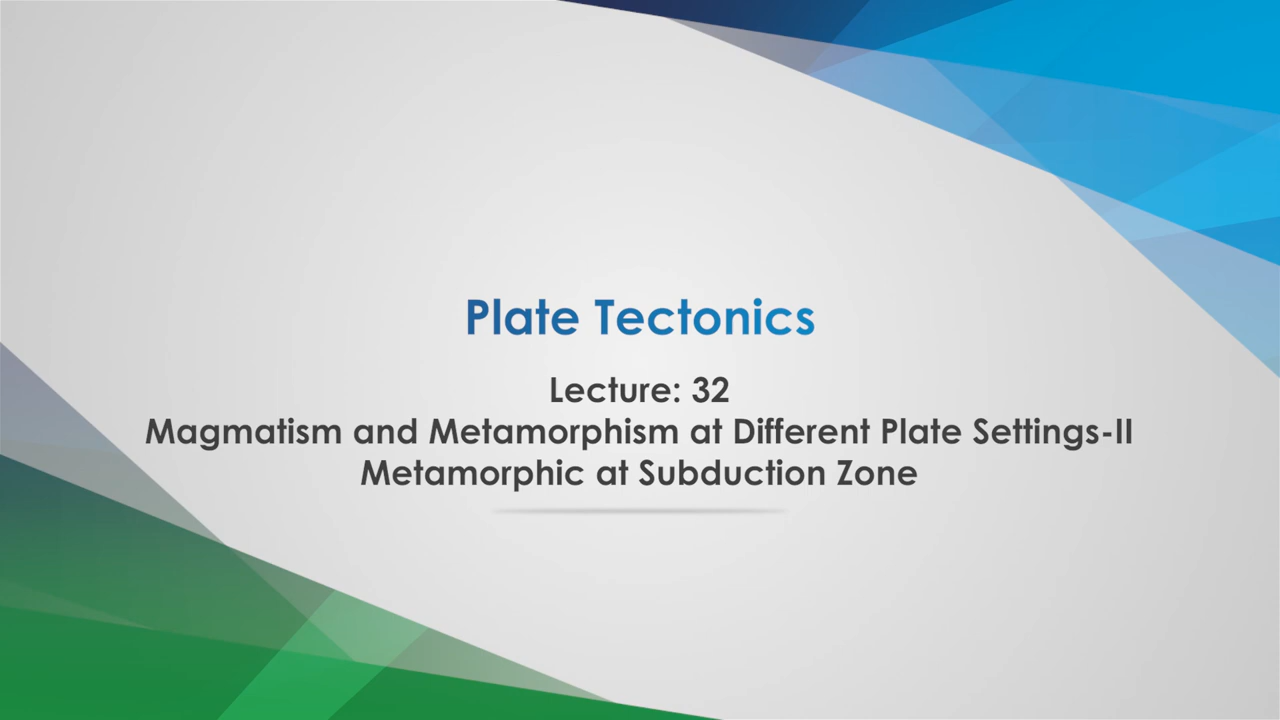 Plate Tectonics
Lecture: 32
Magmatism and Metamorphism at Different Plate Settings-II
Metamorphic at Subduction Zone